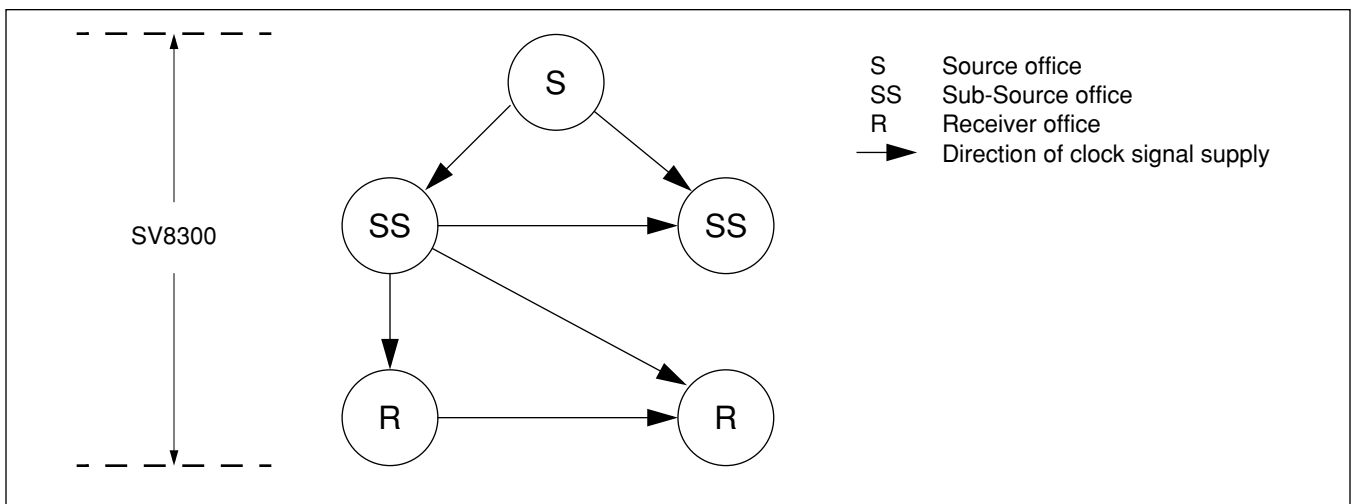 S
S Source office
SS Sub-Source office
R Receiver office
Direction of clock signal supply
SV8300
SS
SS
R
R